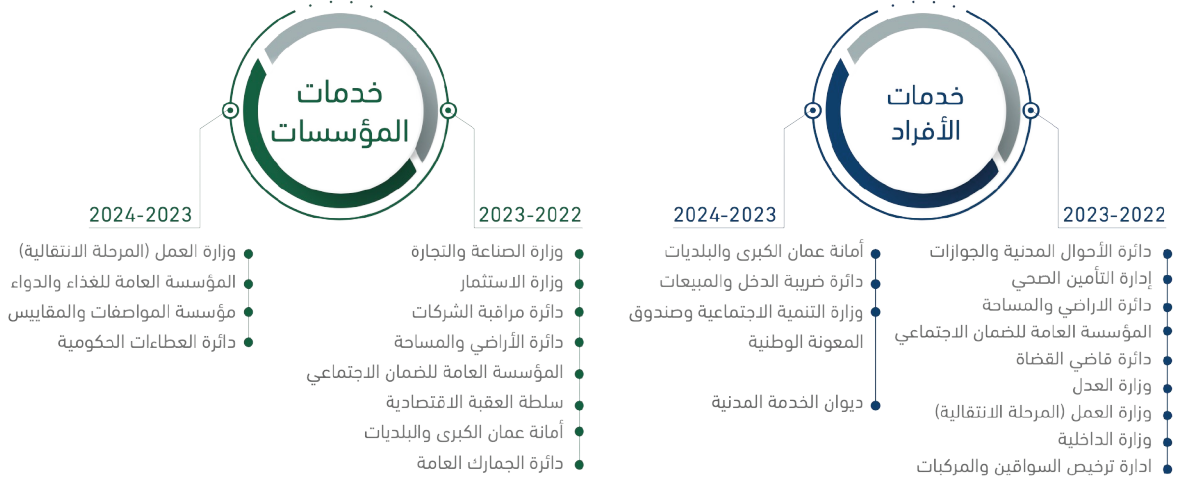 خدمات
الأفراد
2023-2022
دائرة الأحوال المدنية والجوازات
إدارة التأمين الصحي
دائرة الاراضي والمساحة
المؤسسة العامة للضمان الاجتماعي
دائرة قاضي القضاة
وزارة العدل
وزارة العمل (المرحلة الانتقالية)
وزارة الداخلية
ادارة ترخيص السواقين والمركبات
2024-2023
أمانة عمان الكبرى والبلديات
دائرة ضريبة الدخل والمبيعات
وزارة التنمية الاجتماعية وصندوق
المعونة الوطنية
ديوان الخدمة المدنية
خدمات
المؤسسات
2023-2022
وزارة الصناعة والتجارة
وزارة الاستثمار
دائرة مراقبة الشركات
دائرة الأراضي والمساحة
المؤسسة العامة للضمان الاجتماعي
سلطة العقبة الاقتصادية
أمانة عمان الكبرى والبلديات
دائرة الجمارك العامة
2024-2023
وزارة العمل (المرحلة الانتقالية)
المؤسسة العامة للغذاء والدواء
مؤسسة المواصفات والمقاييس
دائرة العطاءات الحكومية